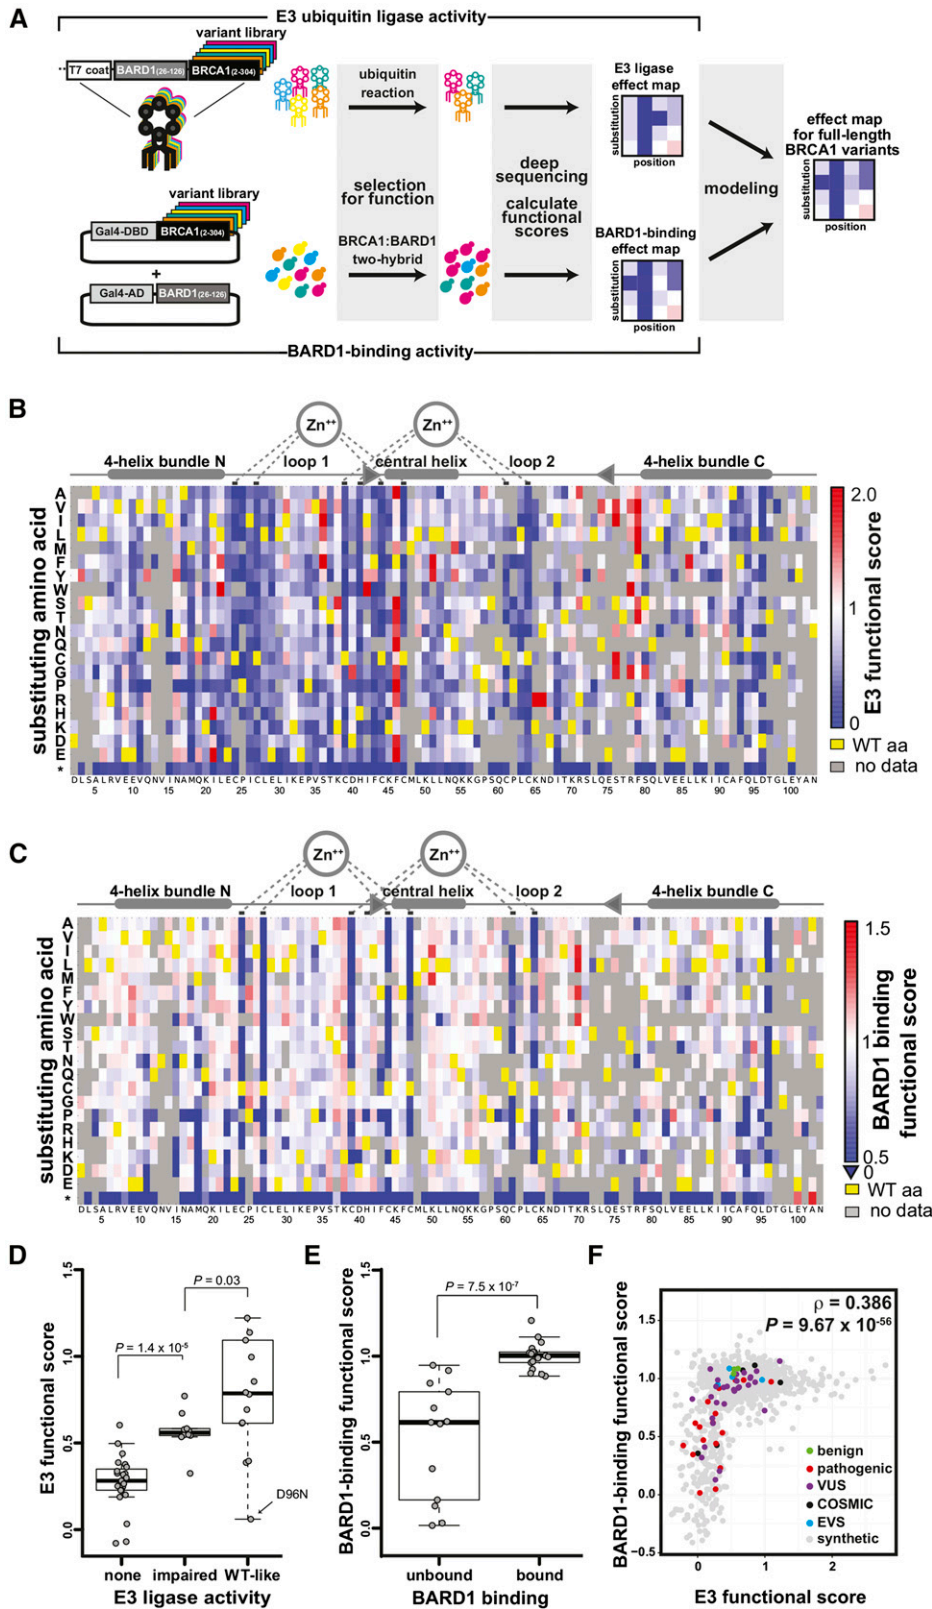 A
E3 ubiquitin ligase activity
variant library
T7 coat
BARD1(26-126)
BRCA1(2-304)
ubiquitin
reaction
E3 ligase
effect map
substitution
position
effect map
for full-length
BRCA1 variants
substitution
position
selection
for function
deep
sequencing
calculate
functional
scores
modeling
variant library
Gal4-DBD
BRCA1(2-304)
+
Gal4-AD
BARD1(26-126)
BRCA1:BARD1
two-hybrid
BARD1-binding
effect map
substitution
position
BARD1-binding activity
B
Zn++
Zn++
4-helix bundle N
loop 1
central helix
loop 2
4-helix bundle C
substituting amino acid
A
V
I
L
M
F
Y
W
S
T
N
Q
C
G
P
R
H
K
D
E
*
DLSALRVEEVQNVINAMQKILECPICLELIKEPVSTKCDHIFCKFCMLKLLNQKKGPSQCPLCKNDITKRSLQESTRFSQLVEELLKIICAFQLDTGLEYAN
5 10 15 20 25 30 35 40 45 50 55 60 65 70 75 80 85 90 95 100
2.0
1
0
E3 functional score
WT aa
no data
C
Zn++
Zn++
4-helix bundle N
loop 1
central helix
loop 2
4-helix bundle C
substituting amino acid
A
V
I
L
M
F
Y
W
S
T
N
Q
C
G
P
R
H
K
D
E
*
DLSALRVEEVQNVINAMQKILECPICLELIKEPVSTKCDHIFCKFCMLKLLNQKKGPSQCPLCKNDITKRSLQESTRFSQLVEELLKIICAFQLDTGLEYAN
5 10 15 20 25 30 35 40 45 50 55 60 65 70 75 80 85 90 95 100
1.5
1
0.5
0
BARD1 binding
functional score
WT aa
no data
D
E3 functional score
1.5
1.0
0.5
0.0
P = 1.4 x 10-5
P = 0.03
D96N
none impaired WT-like
E3 ligase activity
E
BARD1-binding functional score
1.5
1.0
0.5
0.0
P = 7.5 x 10-7
unbound bound
BARD1 binding
F
BARD1-binding functional score
1.5
1.0
0.5
0.0
−0.5
ρ = 0.386
P = 9.67 x 10-56
benign
pathogenic
VUS
COSMIC
EVS
synthetic
0 1 2
E3 functional score